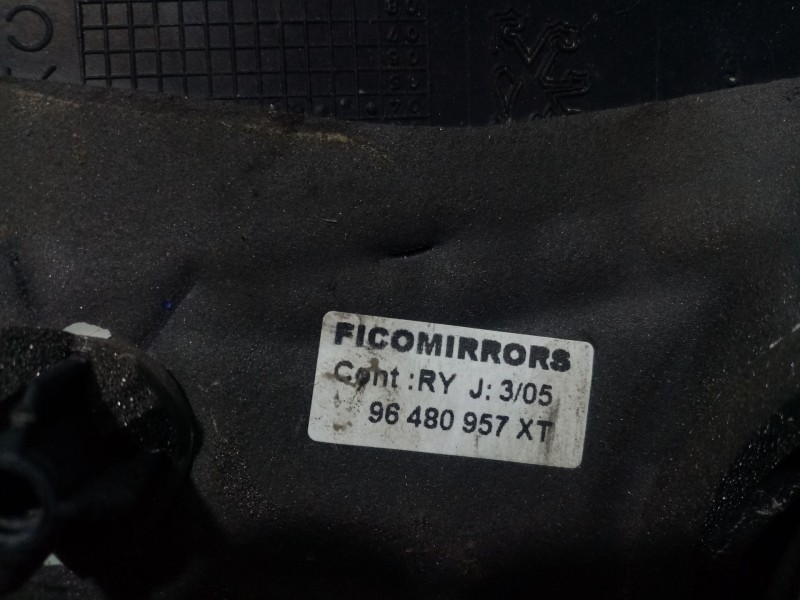 FICOMIRRORS
Cont :RY J: 3/05
96 480 957 XT